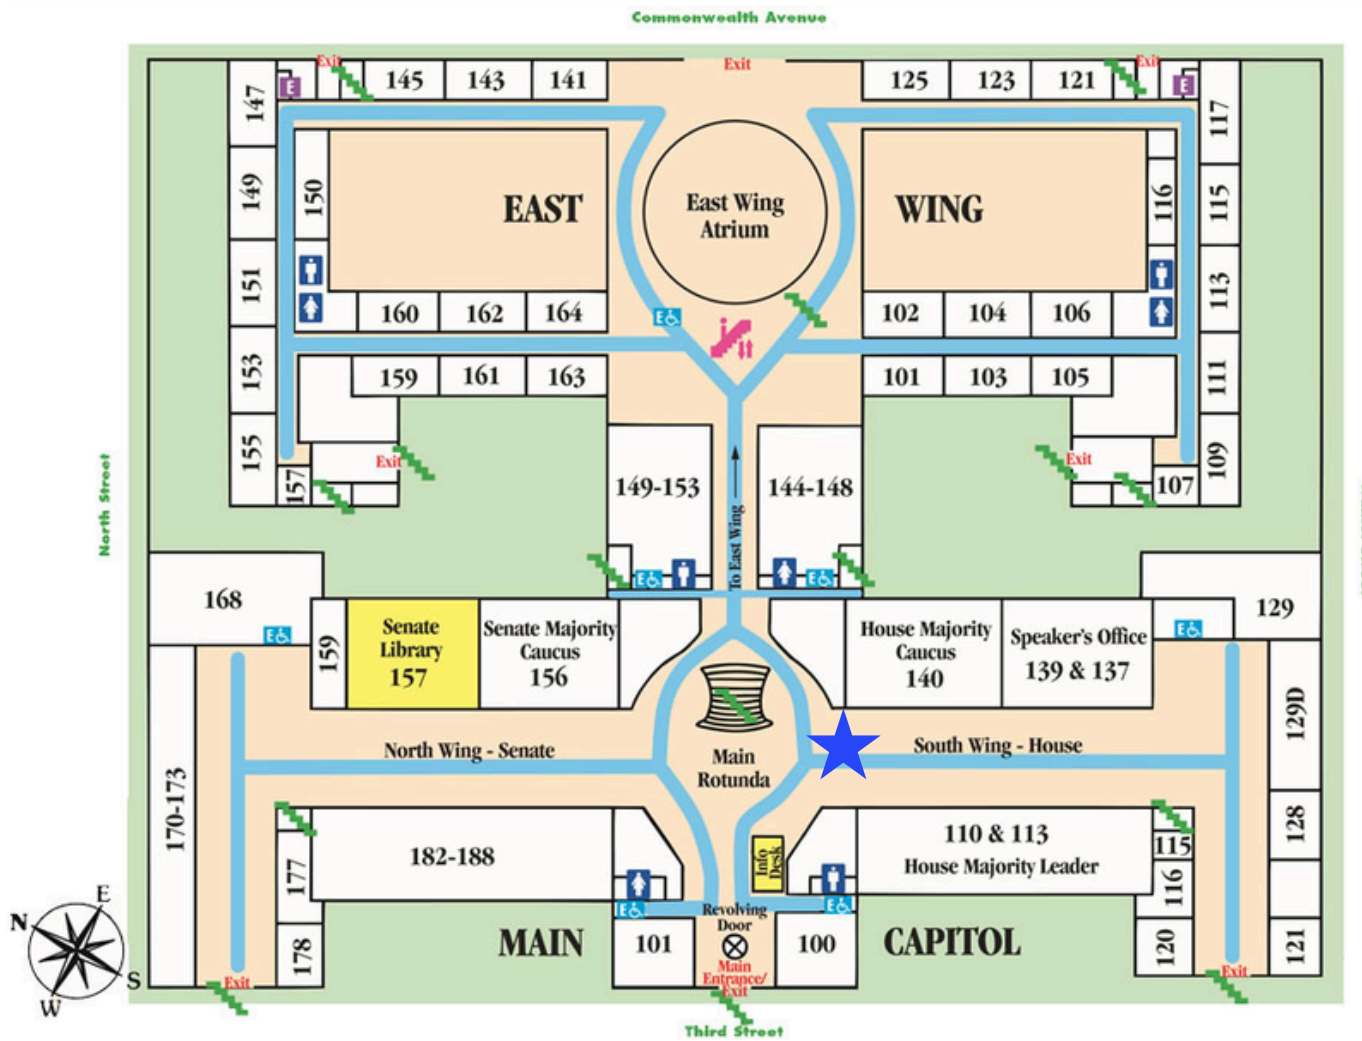 Commonwealth Avenue
Exit
Exit
Exit
E
145
143
141
125
123
121
E
147
117
149
150
EAST
East Wing
Atrium
WING
116
115
151
113
160
162
164
E
102
104
106
153
159
161
163
101
103
105
111
155
Exit
Exit
109
157
107
149-153
144-148
To East Wing
North Street
E
E
168
E
159
Senate
Library
157
Senate Majority
Caucus
156
House Majority
Caucus
140
Speaker's Office
139 & 137
E
129
129D
North Wing - Senate
Main
Rotunda
South Wing - House
170-173
182-188
110 & 113
House Majority Leader
128
177
Info
Desk
115
116
E
E
Revolving
Door
178
MAIN
101
100
CAPITOL
120
121
Main
Entrance/
Exit
Exit
Exit
N
E
S
W
Third Street